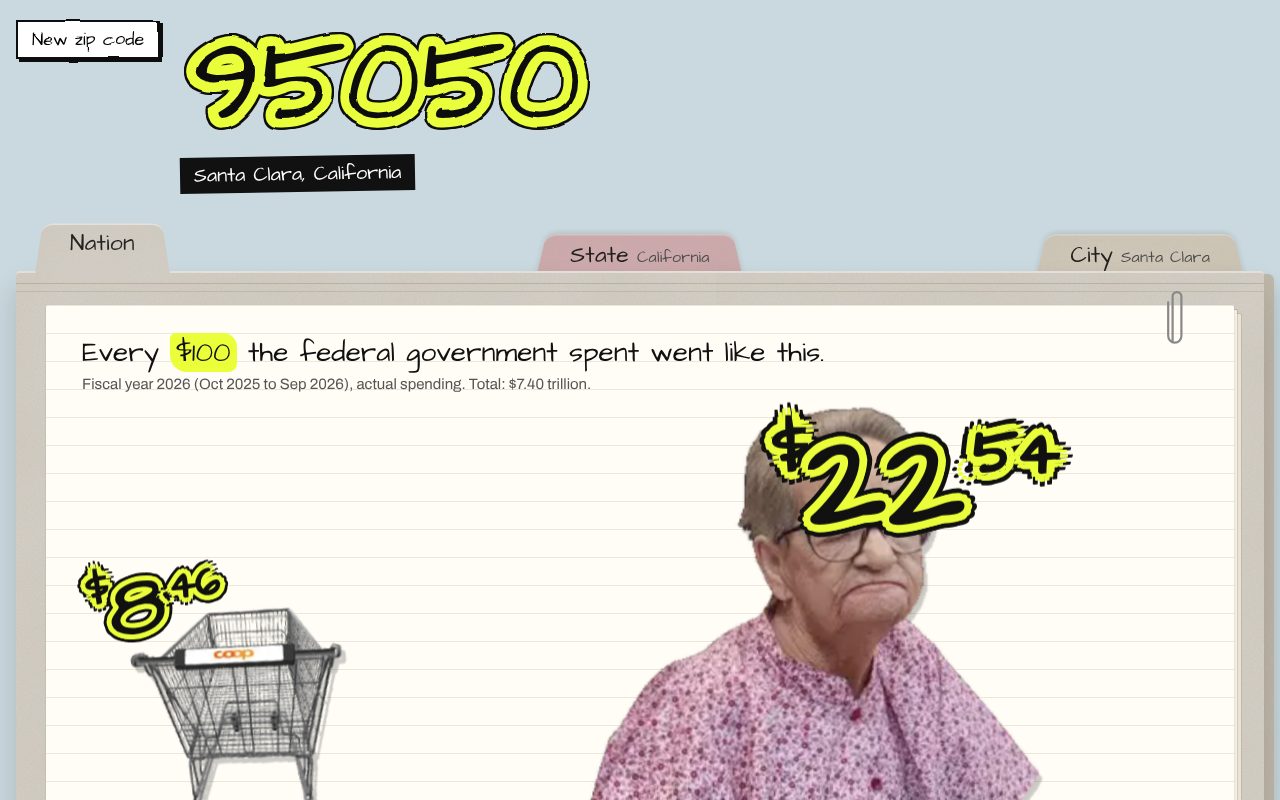 New zip code
95050
Santa Clara, California
Nation
State California
City Santa Clara
Every $100 the federal government spent went like this.
Fiscal year 2026 (Oct 2025 to Sep 2026), actual spending. Total: $7.40 trillion.
$22.54
$8.46
coop